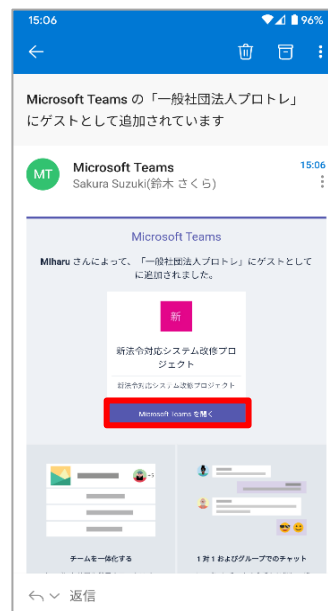 15:06
96%
Microsoft Teams の「一般社団法人プロトレ」
にゲストとして追加されています
MT
Microsoft Teams
15:06
Sakura Suzuki(鈴木 さくら)
Microsoft Teams
Miharu さんによって、「一般社団法人プロトレ」にゲストとして
に追加されました。
新
新法令対応システム改修プロ
ジェクト
新法令対応システム改修プロジェクト
Microsoft Teams を開く
チームを一体化する
1 対 1 およびグループでのチャット
返信